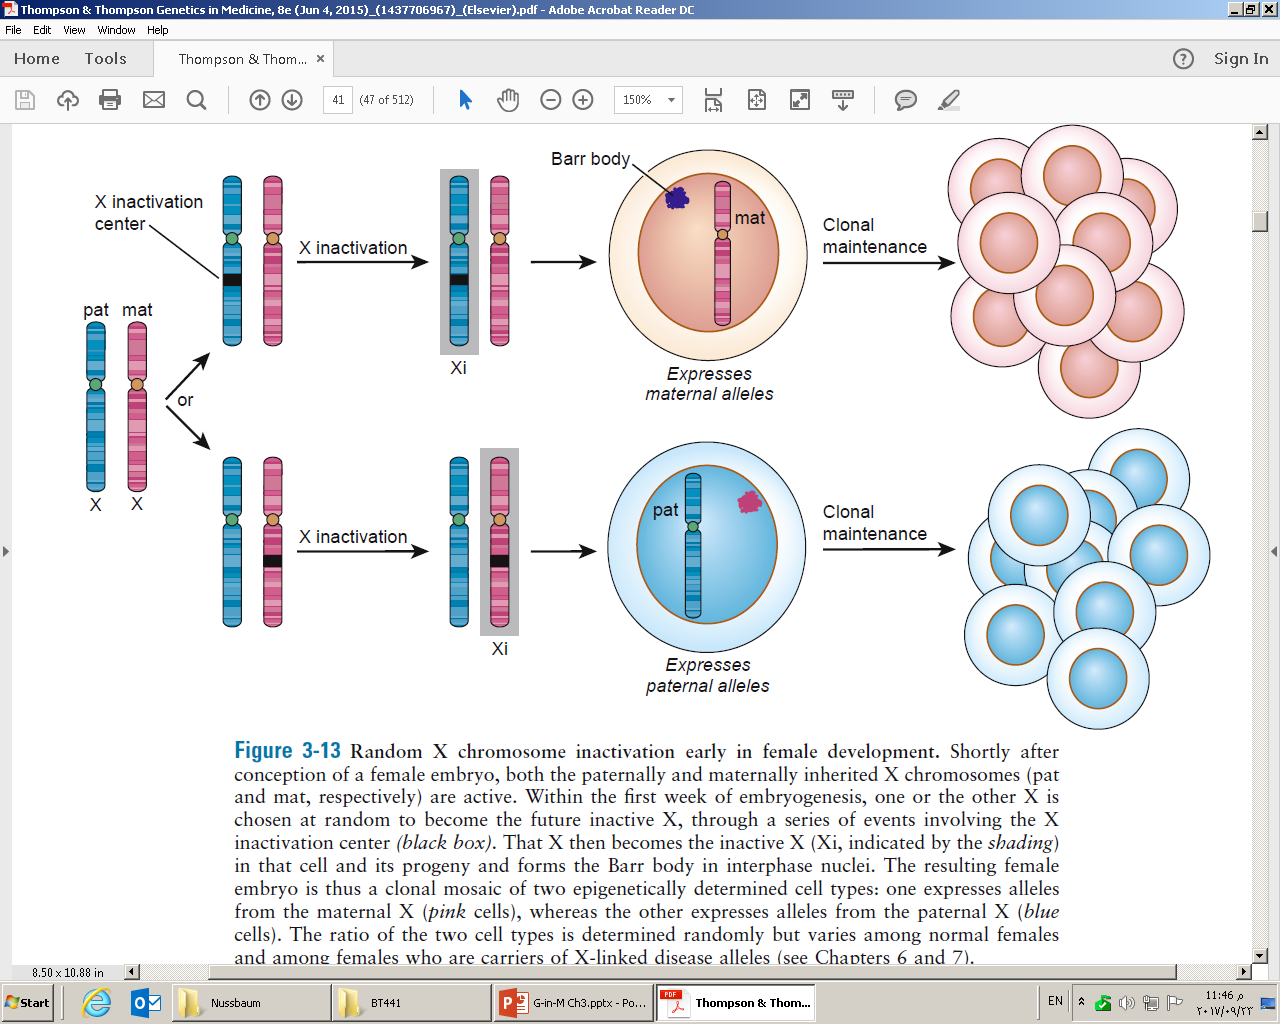 Thompson & Thompson Genetics in Medicine, 8e (Jun 4, 2015)_(1437706967)_(Elsevier).pdf - Adobe Acrobat Reader DC
File Edit View Window Help
Home Tools Thompson & Thom... × ? Sign In
41 (47 of 512) 150%
Barr body
X inactivation
center
X inactivation
mat
Clonal
maintenance
pat mat
Xi
Expresses
maternal alleles
or
X X
X inactivation
pat
Clonal
maintenance
Xi
Expresses
paternal alleles
Figure 3-13 Random X chromosome inactivation early in female development. Shortly after
conception of a female embryo, both the paternally and maternally inherited X chromosomes (pat
and mat, respectively) are active. Within the first week of embryogenesis, one or the other X is
chosen at random to become the future inactive X, through a series of events involving the X
inactivation center (black box). That X then becomes the inactive X (Xi, indicated by the shading)
in that cell and its progeny and forms the Barr body in interphase nuclei. The resulting female
embryo is thus a clonal mosaic of two epigenetically determined cell types: one expresses alleles
from the maternal X (pink cells), whereas the other expresses alleles from the paternal X (blue
cells). The ratio of the two cell types is determined randomly but varies among normal females
and among females who are carriers of X-linked disease alleles (see Chapters 6 and 7).
8.50 x 10.88 in
Start Nussbaum BT441 G-in-M Ch3.pptx - Po... PDF Thompson & Thom... EN 11:46 م
٢٠١٧/٠٩/٢٣